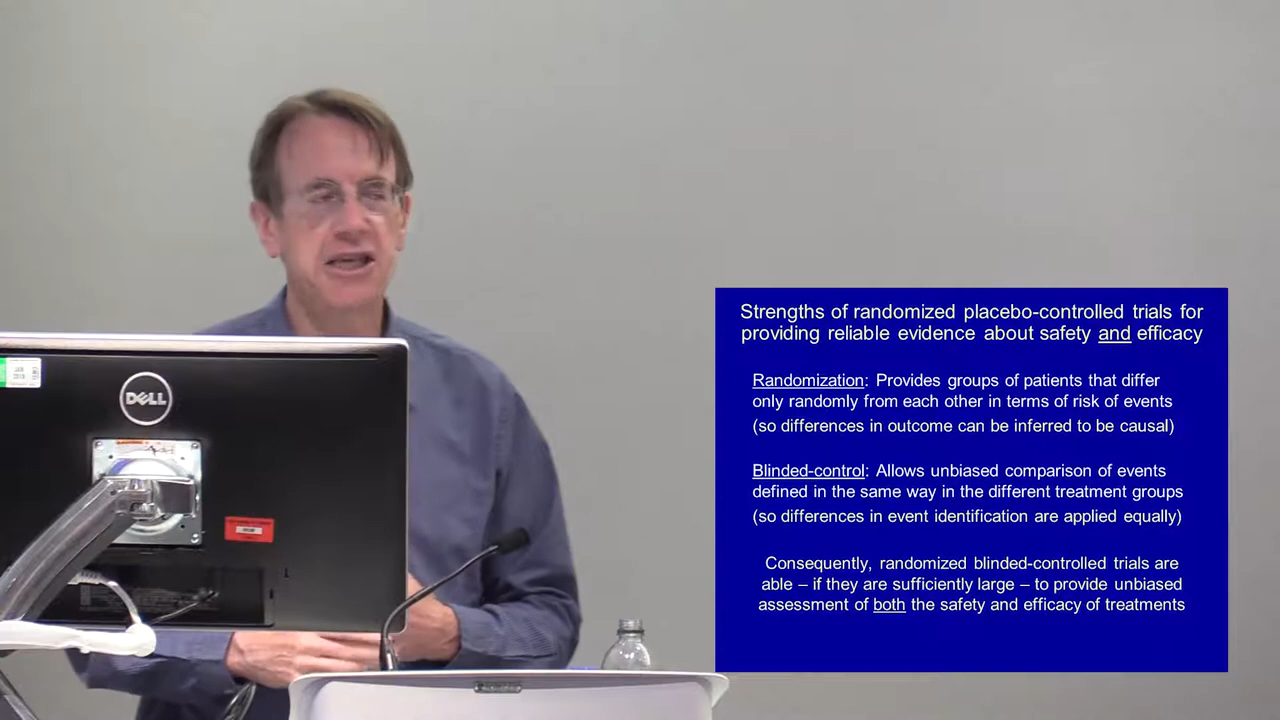 DELL
Strengths of randomized placebo-controlled trials for
providing reliable evidence about safety and efficacy
Randomization: Provides groups of patients that differ
only randomly from each other in terms of risk of events
(so differences in outcome can be inferred to be causal)
Blinded-control: Allows unbiased comparison of events
defined in the same way in the different treatment groups
(so differences in event identification are applied equally)
Consequently, randomized blinded-controlled trials are
able – if they are sufficiently large – to provide unbiased
assessment of both the safety and efficacy of treatments